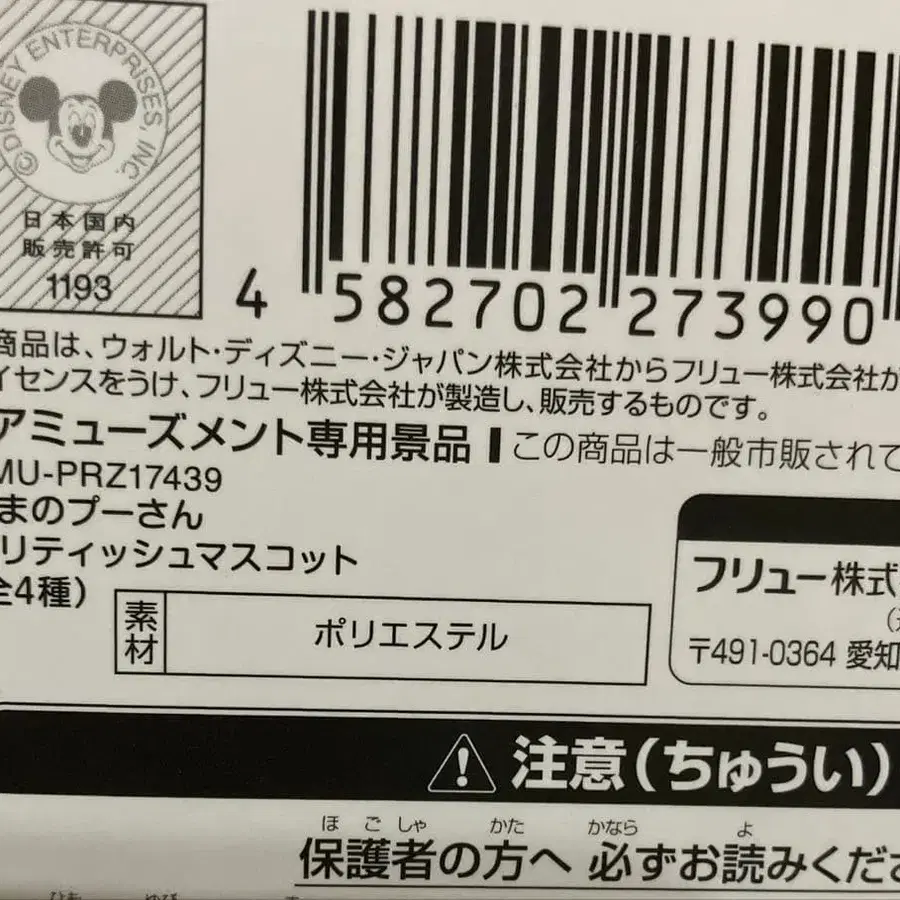 ©DISNEY ENTERPRISES, INC.
日本国内
販売許可
1193
4 582702 273990
商品は、ウォルト・ディズニー・ジャパン株式会社からフリュー株式会社が
イセンスをうけ、フリュー株式会社が製造し、販売するものです。
アミューズメント専用景品 この商品は一般市販されて
MU-PRZ17439
まのプーさん
リティッシュマスコット
全4種)
素材 ポリエステル
フリュー株式
〒491-0364 愛知
注意(ちゅうい)
ほごしゃ かた かなら よ
保護者の方へ 必ずお読みくださ